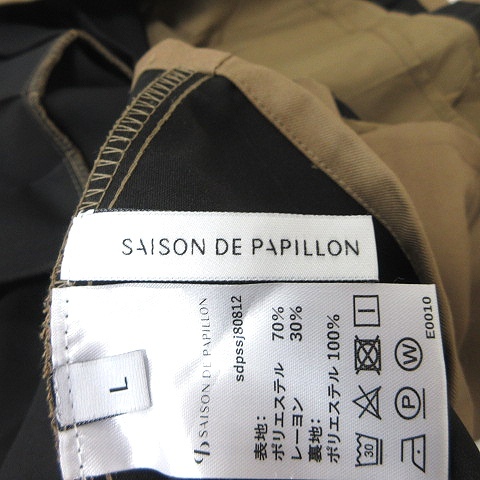 SAISON DE PAPILLON
L
SAISON DE PAPILLON
sdpssj80812
表地:
ポリエステル 70%
レーヨン 30%
裏地:
ポリエステル 100%
30
P
W
E0010